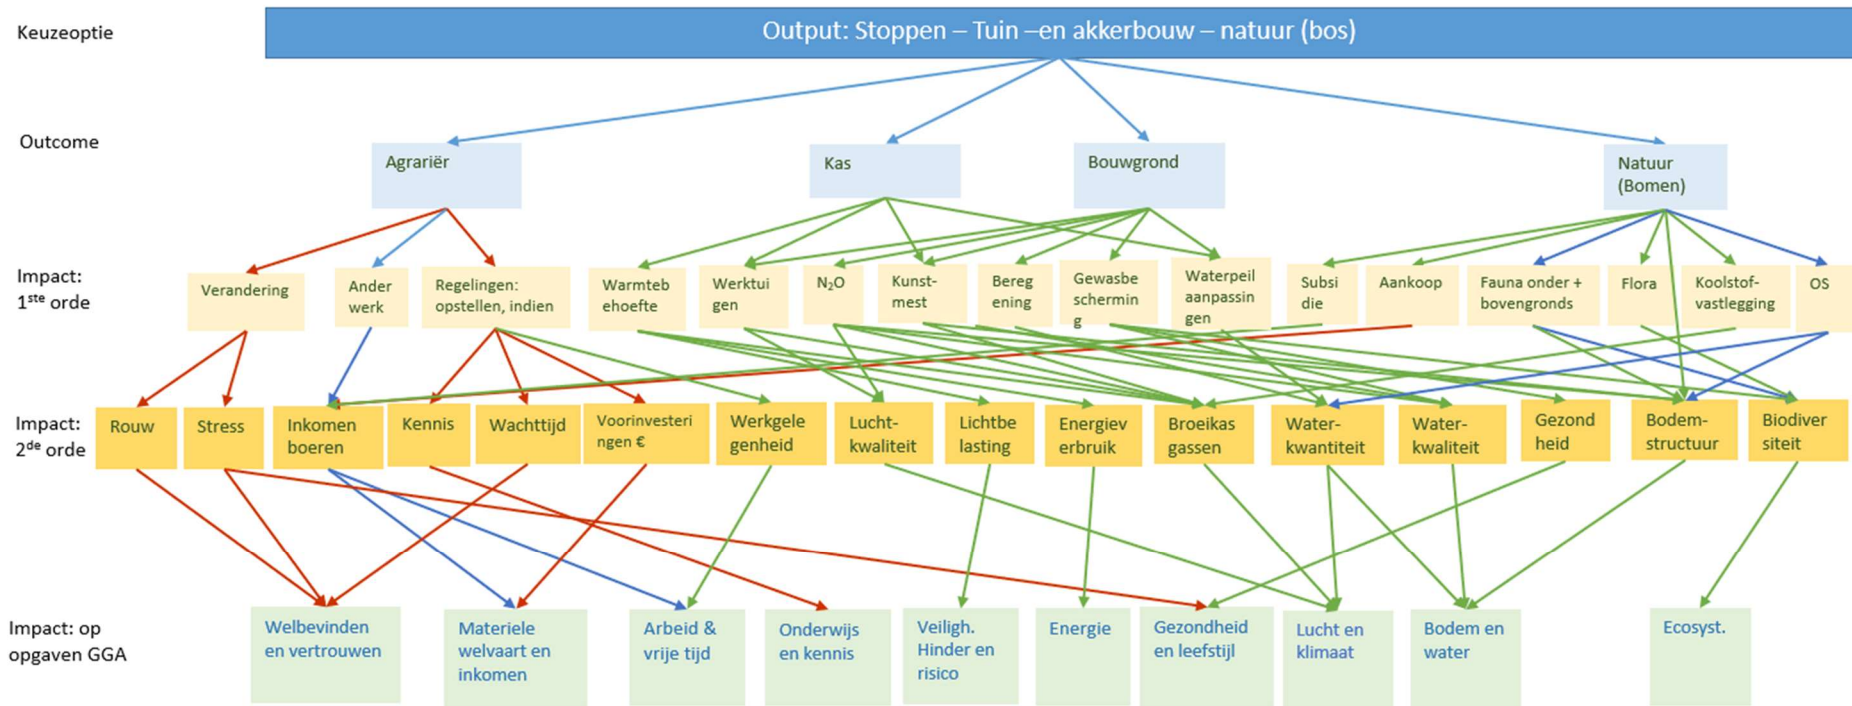 Keuzeoptie
Output: Stoppen – Tuin –en akkerbouw – natuur (bos)
Outcome
Agrariër
Kas
Bouwgrond
Natuur
(Bomen)
Impact:
1ste orde
Verandering
Ander
werk
Regelingen:
opstellen, indien
Warmteb
ehoefte
Werktui
gen
N₂O
Kunst-
mest
Bereg
ening
Gewasbe
schermin
g
Waterpeil
aanpassin
gen
Subsi
die
Aankoop
Fauna onder +
bovengronds
Flora
Koolstof-
vastlegging
OS
Impact:
2de orde
Rouw
Stress
Inkomen
boeren
Kennis
Wachttijd
Voorinvesteri
ngen €
Werkgele
genheid
Lucht-
kwaliteit
Lichtbe
lasting
Energiev
erbruik
Broeikas
gassen
Water-
kwantiteit
Water-
kwaliteit
Gezond
heid
Bodem-
structuur
Biodiver
siteit
Impact: op
opgaven GGA
Welbevinden
en vertrouwen
Materiele
welvaart en
inkomen
Arbeid &
vrije tijd
Onderwijs
en kennis
Veiligh.
Hinder en
risico
Energie
Gezondheid
en leefstijl
Lucht en
klimaat
Bodem en
water
Ecosyst.